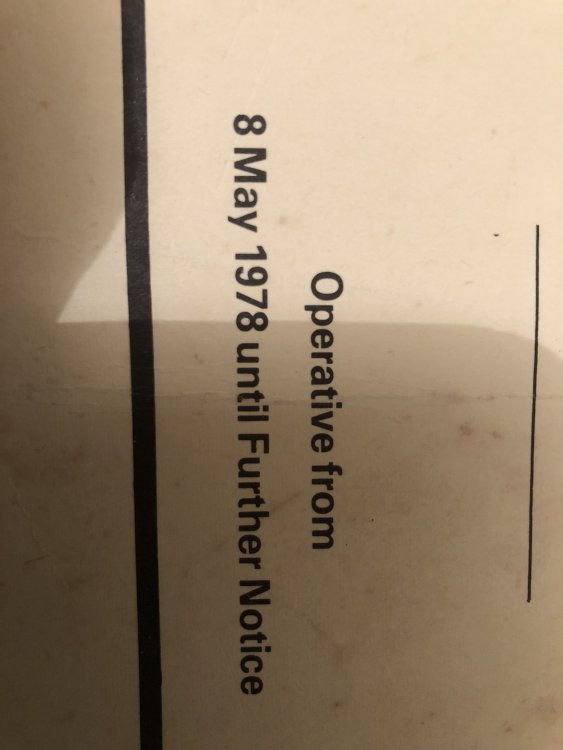 Operative from
8 May 1978 until Further Notice